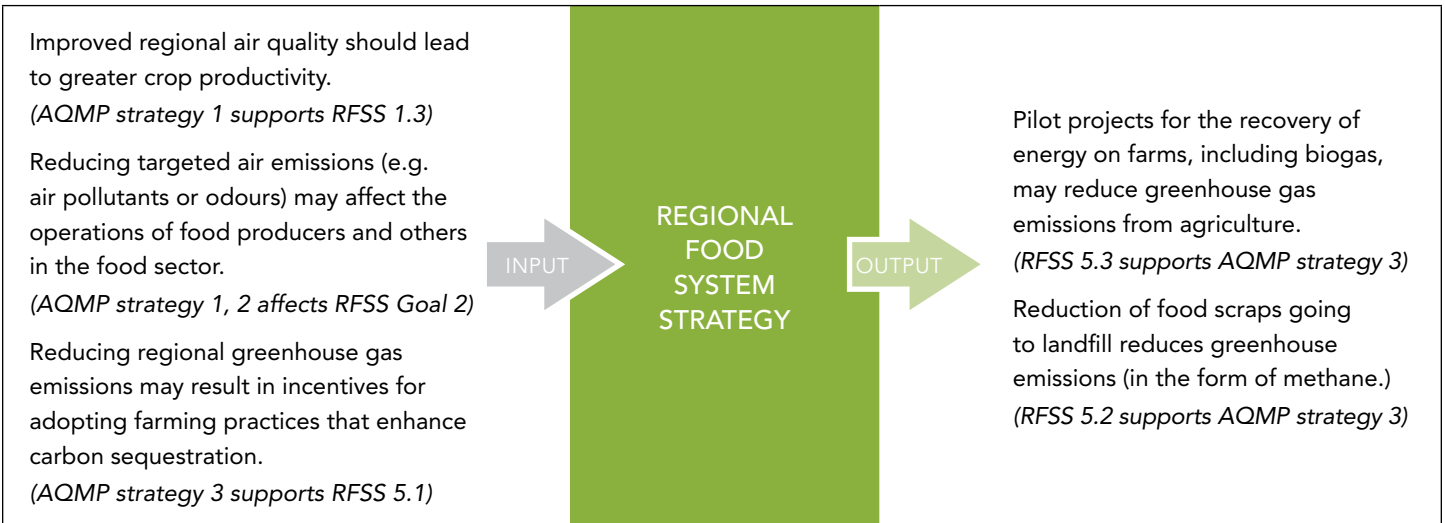 Improved regional air quality should lead
to greater crop productivity.
(AQMP strategy 1 supports RFSS 1.3)
Reducing targeted air emissions (e.g.
air pollutants or odours) may affect the
operations of food producers and others
in the food sector.
(AQMP strategy 1, 2 affects RFSS Goal 2)
Reducing regional greenhouse gas
emissions may result in incentives for
adopting farming practices that enhance
carbon sequestration.
(AQMP strategy 3 supports RFSS 5.1)
INPUT
REGIONAL
FOOD
SYSTEM
STRATEGY
OUTPUT
Pilot projects for the recovery of
energy on farms, including biogas,
may reduce greenhouse gas
emissions from agriculture.
(RFSS 5.3 supports AQMP strategy 3)
Reduction of food scraps going
to landfill reduces greenhouse
emissions (in the form of methane.)
(RFSS 5.2 supports AQMP strategy 3)